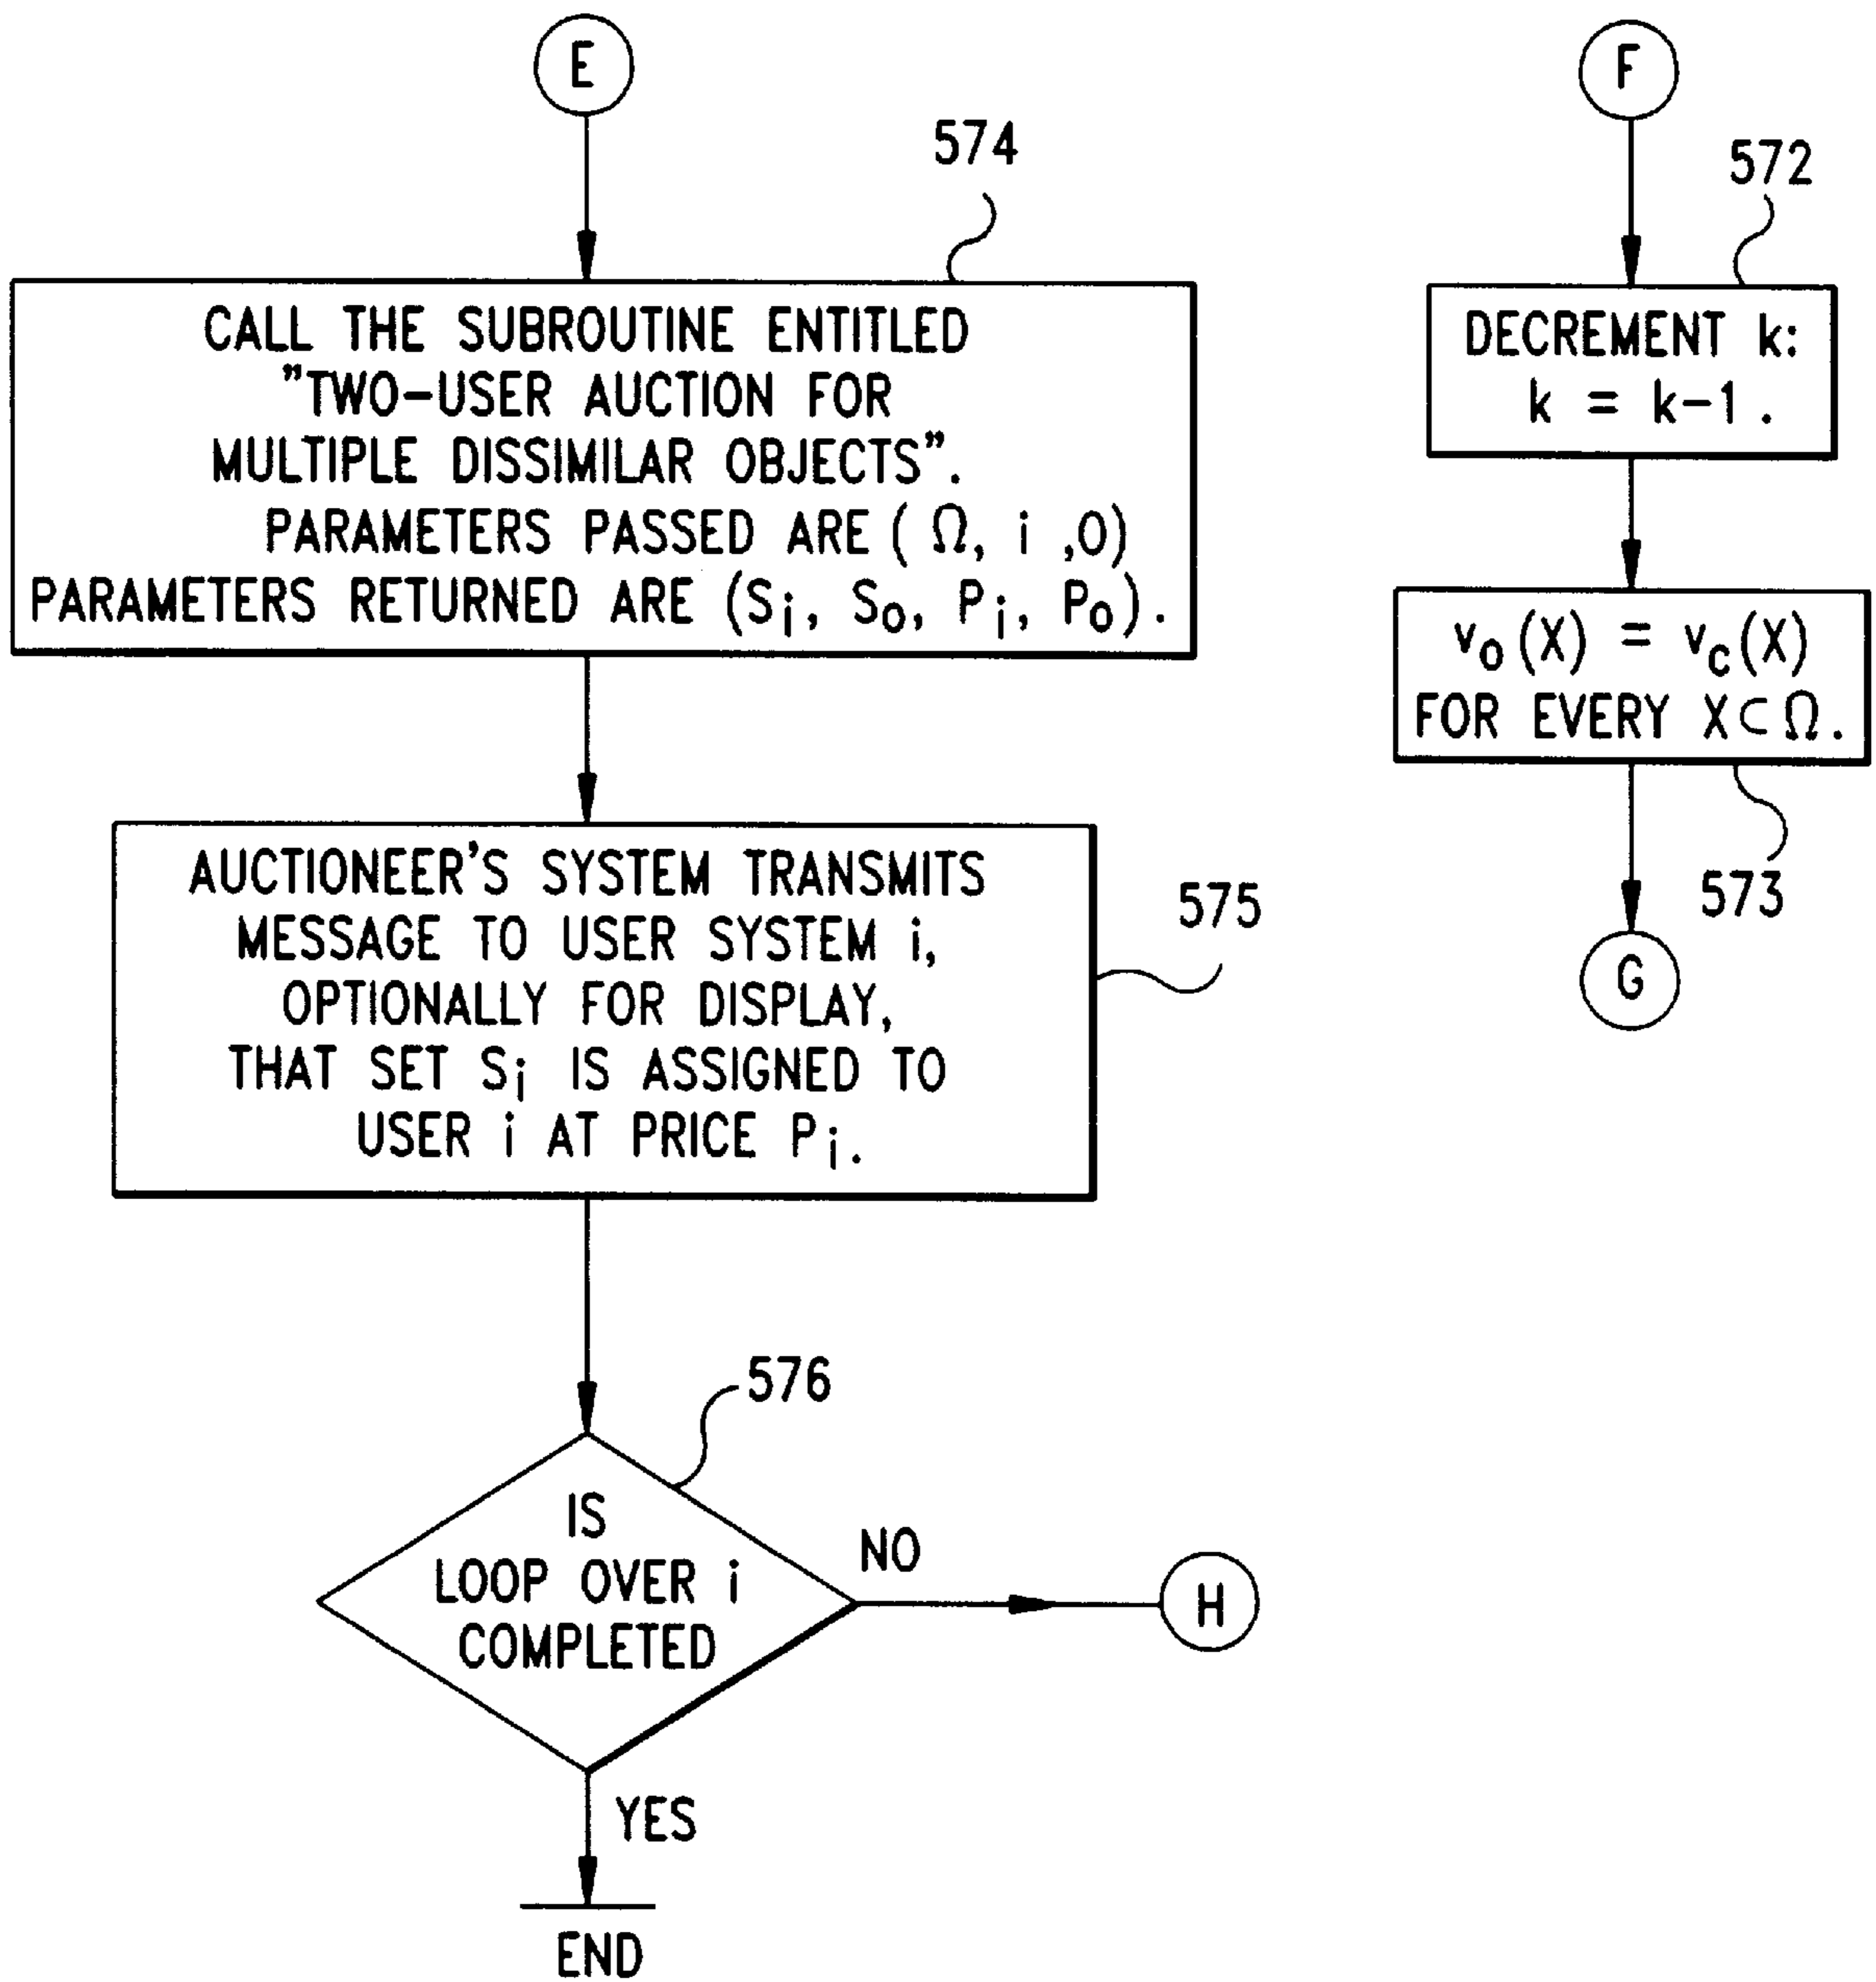 E
574
CALL THE SUBROUTINE ENTITLED
"TWO-USER AUCTION FOR
MULTIPLE DISSIMILAR OBJECTS".
PARAMETERS PASSED ARE ( Ω, i ,0)
PARAMETERS RETURNED ARE (Si, S0, Pi, P0).
575
AUCTIONEER'S SYSTEM TRANSMITS
MESSAGE TO USER SYSTEM i,
OPTIONALLY FOR DISPLAY,
THAT SET Si IS ASSIGNED TO
USER i AT PRICE Pi.
576
IS
LOOP OVER i
COMPLETED
NO
H
YES
END
F
572
DECREMENT k:
k = k-1 .
v0 (X) = vC (X)
FOR EVERY X⊂Ω.
573
G